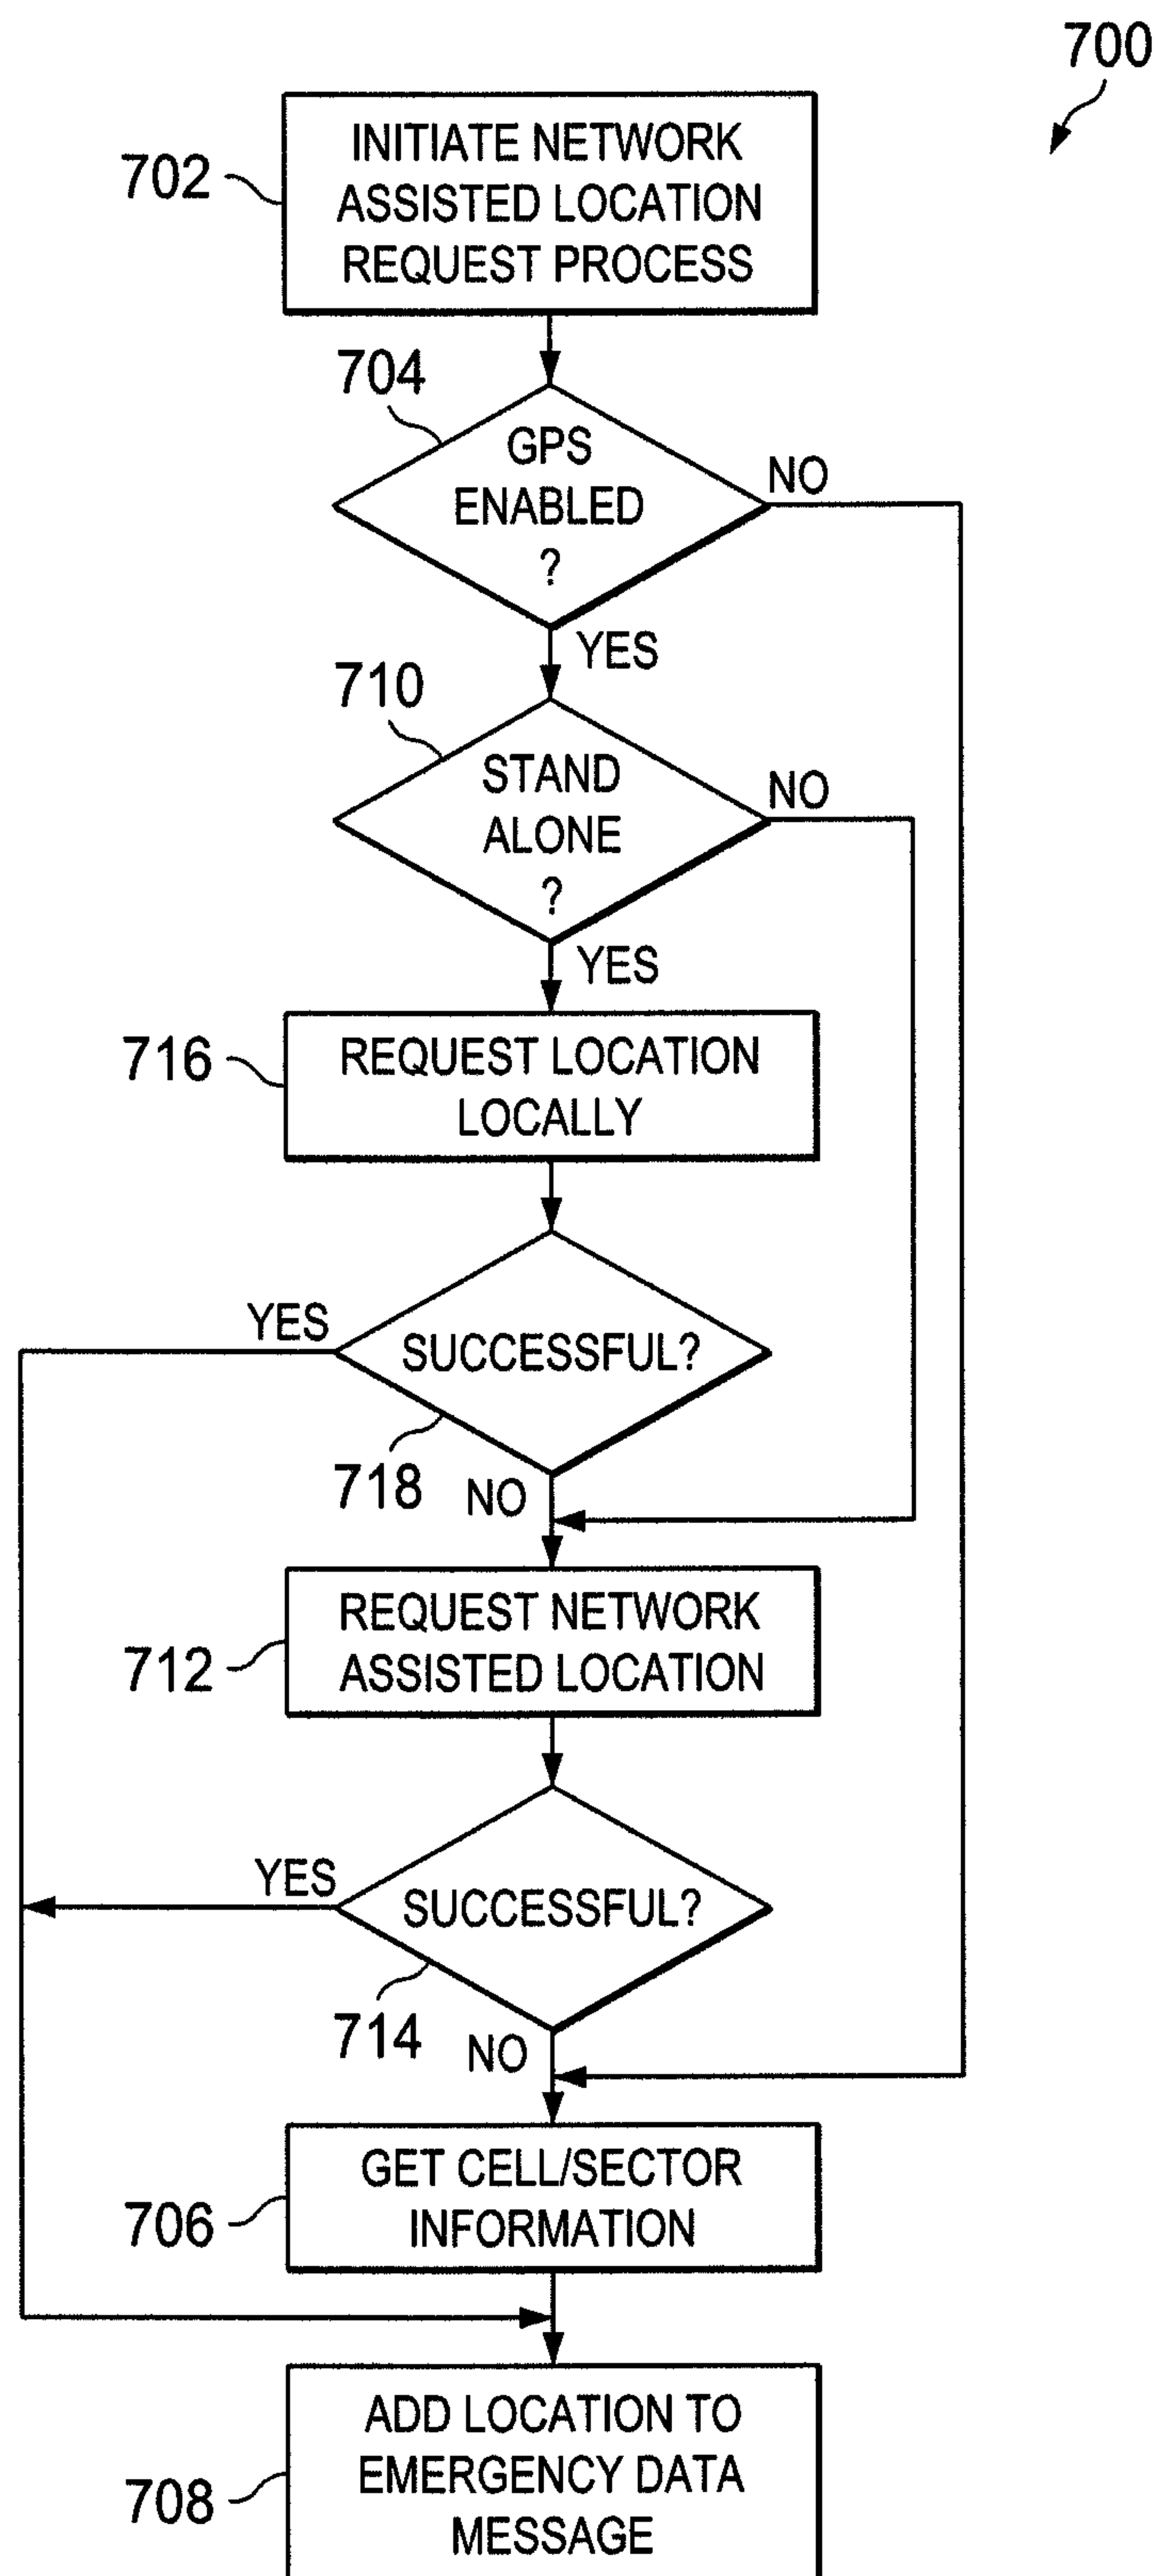 700
INITIATE NETWORK
702
ASSISTED LOCATION
REQUEST PROCESS
704
GPS
ENABLED
?
NO
YES
710
STAND
ALONE
?
NO
YES
716
REQUEST LOCATION
LOCALLY
YES
SUCCESSFUL?
718
NO
REQUEST NETWORK
712
ASSISTED LOCATION
YES
SUCCESSFUL?
714
NO
GET CELL/SECTOR
706
INFORMATION
ADD LOCATION TO
EMERGENCY DATA
708
MESSAGE